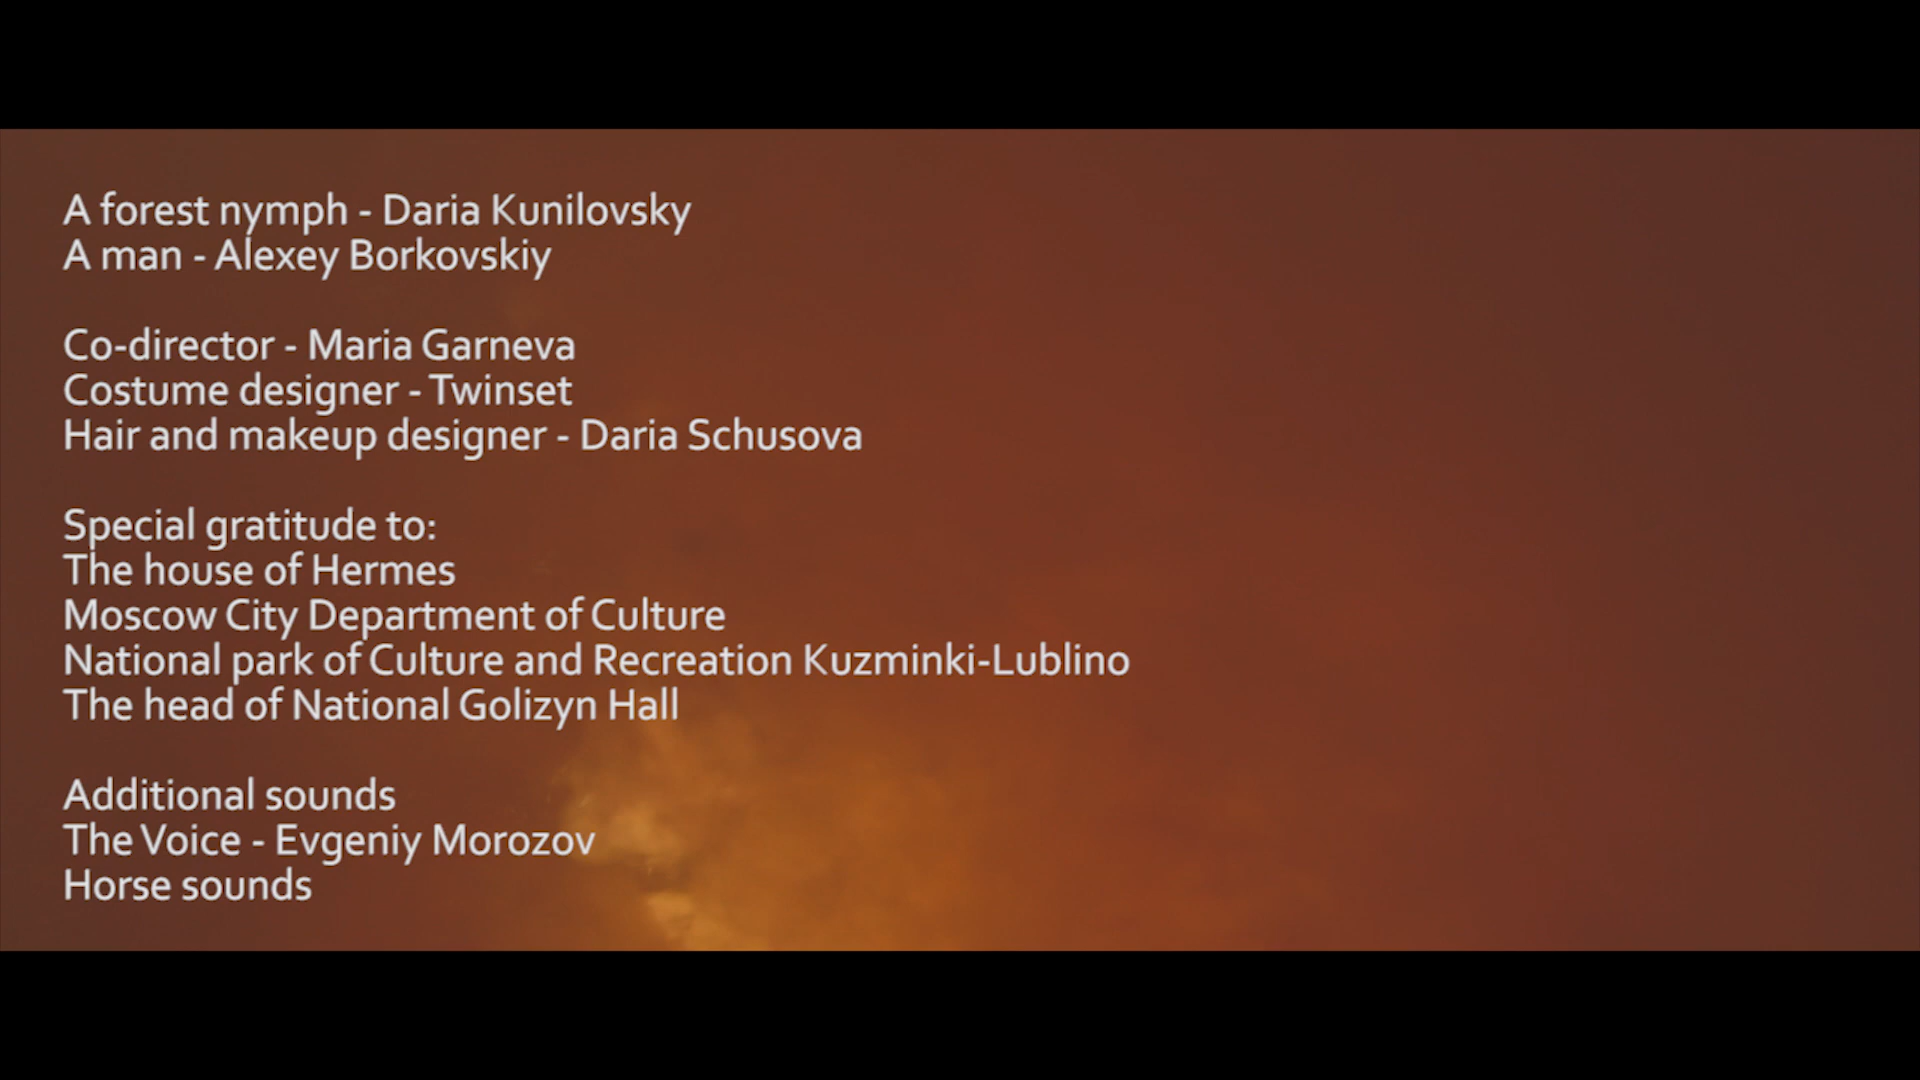 A forest nymph - Daria Kunilovsky
A man - Alexey Borkovskiy
Co-director - Maria Garneva
Costume designer - Twinset
Hair and makeup designer - Daria Schusova
Special gratitude to:
The house of Hermes
Moscow City Department of Culture
National park of Culture and Recreation Kuzminki-Lublino
The head of National Golizyn Hall
Additional sounds
The Voice - Evgeniy Morozov
Horse sounds